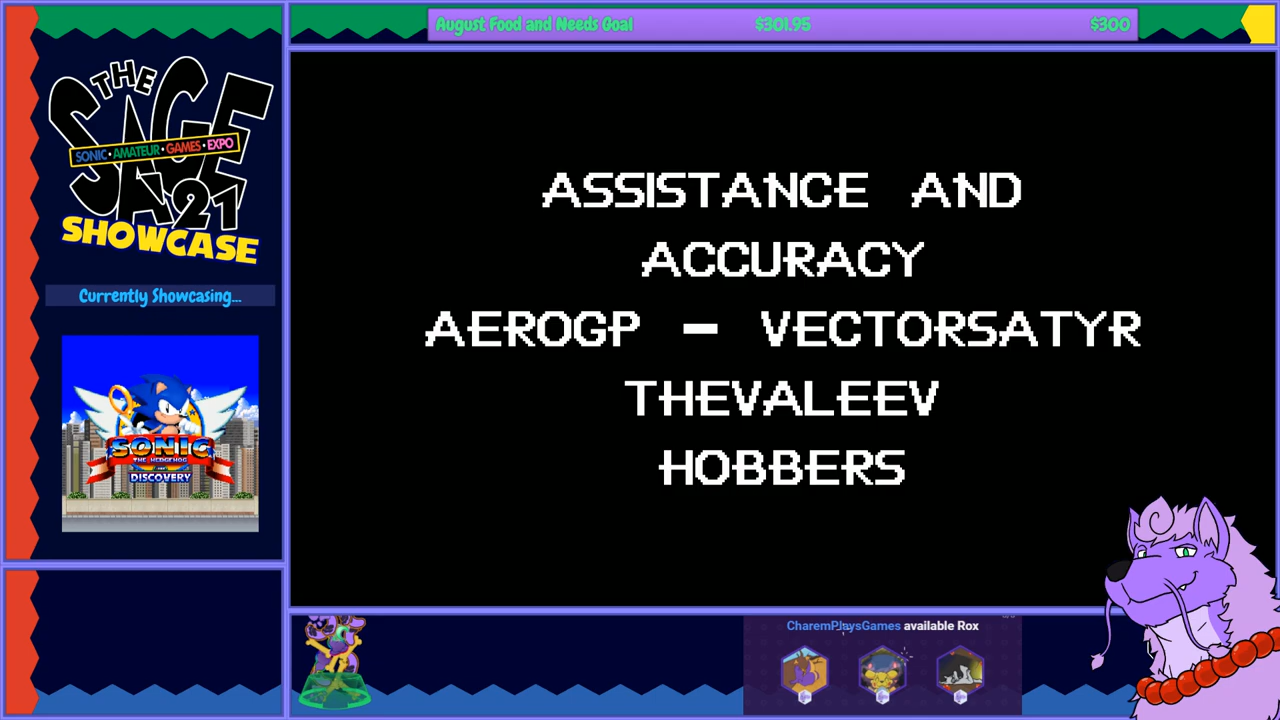 August Food and Needs Goal $301.95 $300
THE
SAGE
SONIC • AMATEUR • GAMES • EXPO
21
SHOWCASE
Currently Showcasing...
SONIC
THE HEDGEHOG
DISCOVERY
ASSISTANCE AND
ACCURACY
AEROGP - VECTORSATYR
THEVALEEV
HOBBERS
CharemPlaysGames available Rox